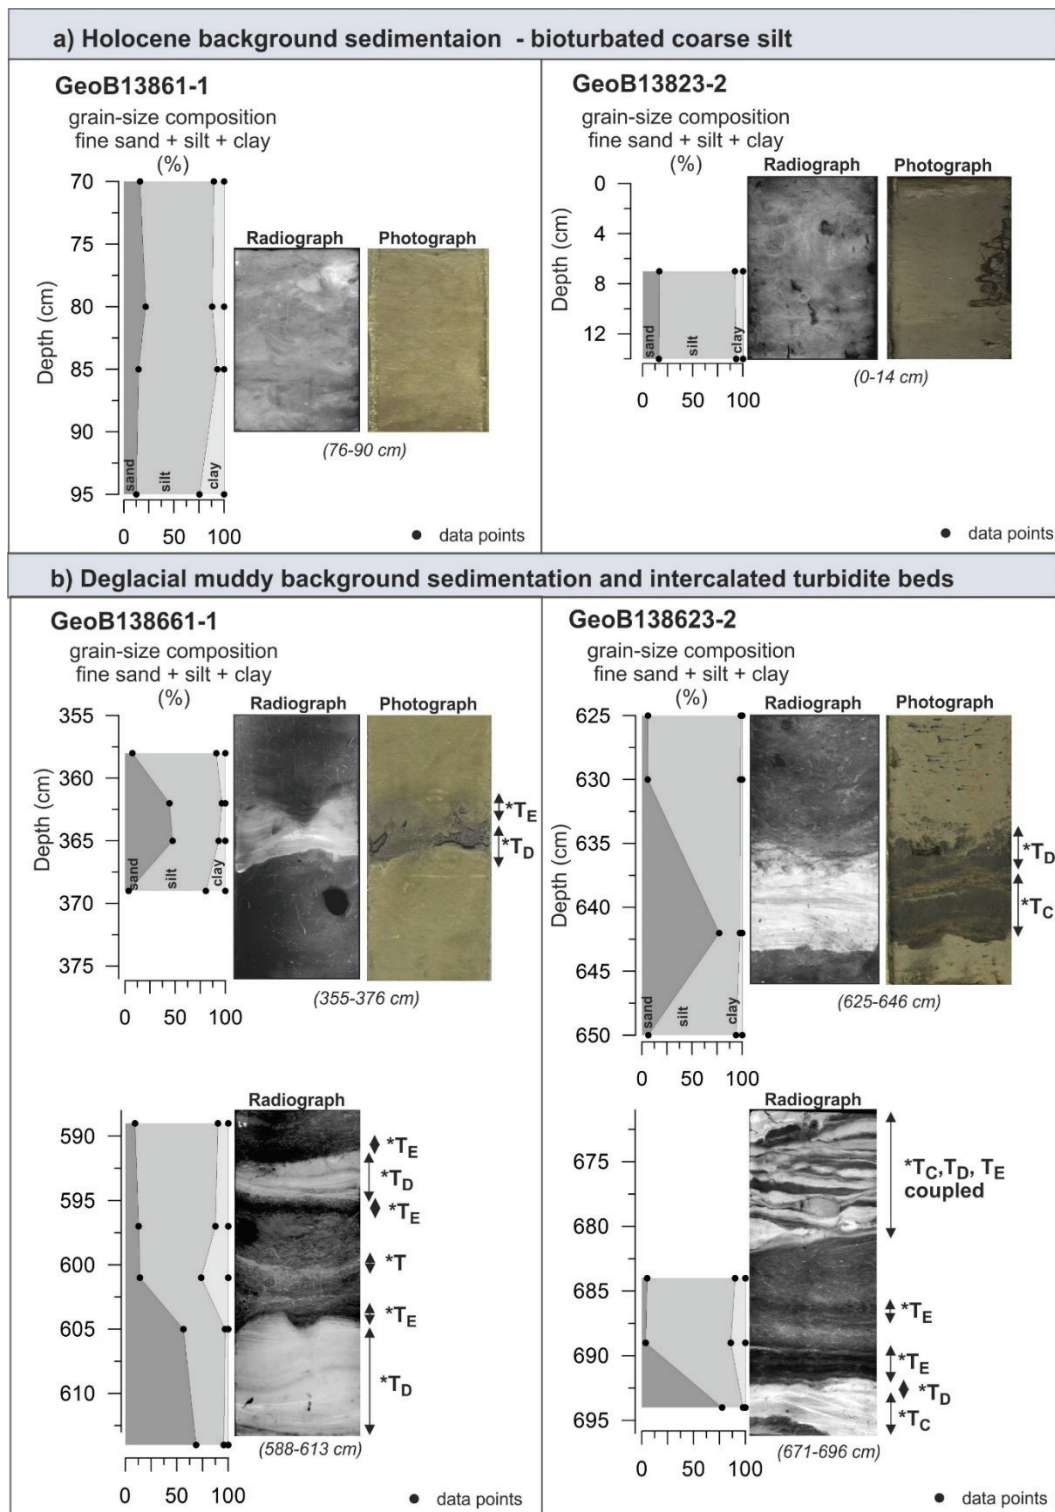 a) Holocene background sedimentaion - bioturbated coarse silt
GeoB13861-1
grain-size composition
fine sand + silt + clay
(%)
70
75
80
85
90
95
Depth (cm)
sand
silt
clay
0 50 100
Radiograph
Photograph
(76-90 cm)
data points
GeoB13823-2
grain-size composition
fine sand + silt + clay
(%)
0
4
8
12
Depth (cm)
sand
silt
clay
0 50 100
Radiograph
Photograph
(0-14 cm)
data points
b) Deglacial muddy background sedimentation and intercalated turbidite beds
GeoB138661-1
grain-size composition
fine sand + silt + clay
(%)
355
360
365
370
375
Depth (cm)
sand
silt
clay
0 50 100
Radiograph
Photograph
*TE
*TD
(355-376 cm)
590
595
600
605
610
0 50 100
Radiograph
*TE
*TD
*TE
*T
*TE
*TD
(588-613 cm)
data points
GeoB138623-2
grain-size composition
fine sand + silt + clay
(%)
625
630
635
640
645
650
Depth (cm)
sand
silt
clay
0 50 100
Radiograph
Photograph
*TD
*TC
(625-646 cm)
675
680
685
690
695
0 50 100
Radiograph
*TC,TD, TE
coupled
*TE
*TE
*TD
*TC
(671-696 cm)
data points